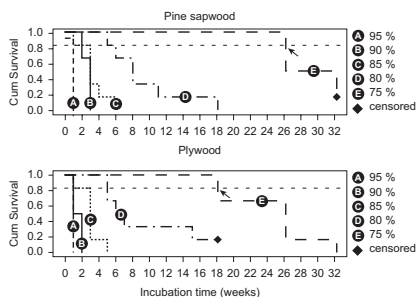 Pine sapwood
Cum Survival
1.0
0.8
0.6
0.4
0.2
0.0
A B C D E
0 2 4 6 8 10 12 14 16 18 20 22 24 26 28 30 32
A 95 %
B 90 %
C 85 %
D 80 %
E 75 %
censored
Plywood
Cum Survival
1.0
0.8
0.6
0.4
0.2
0.0
A B C D E
0 2 4 6 8 10 12 14 16 18 20 22 24 26 28 30 32
A 95 %
B 90 %
C 85 %
D 80 %
E 75 %
censored
Incubation time (weeks)